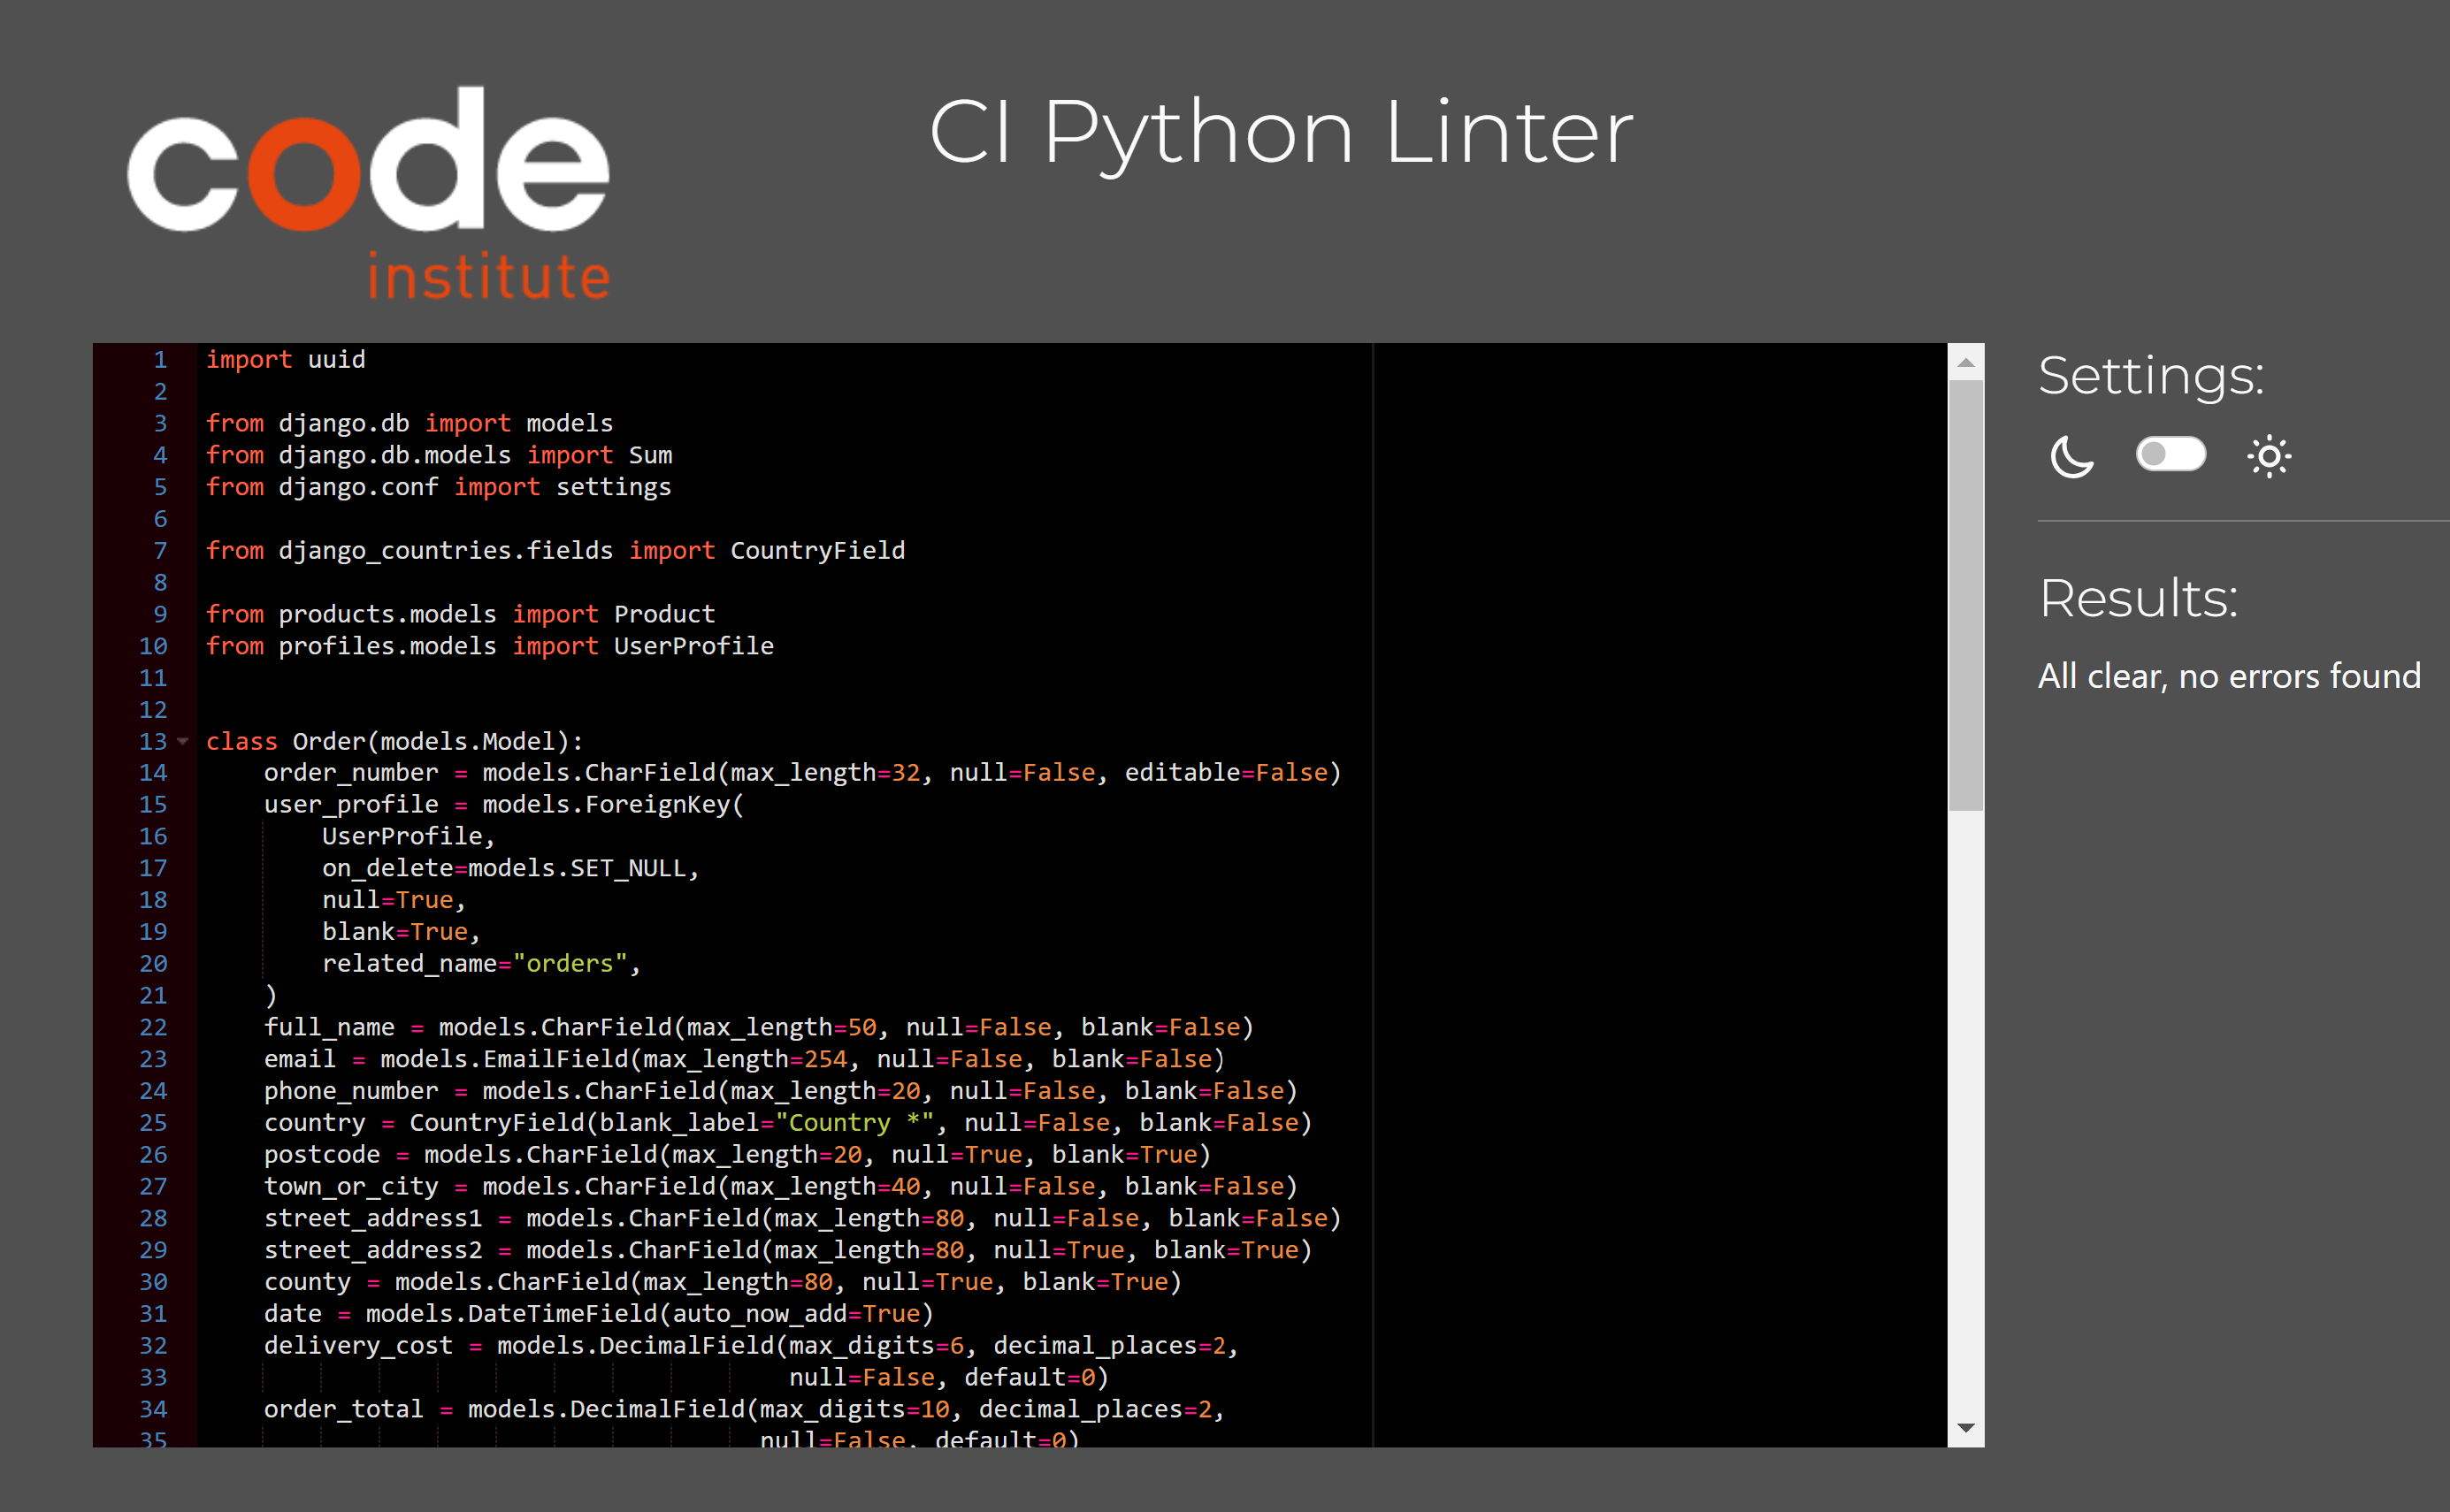 code
institute
CI Python Linter
1 import uuid
2
3 from django.db import models
4 from django.db.models import Sum
5 from django.conf import settings
6
7 from django_countries.fields import CountryField
8
9 from products.models import Product
10 from profiles.models import UserProfile
11
12
13 class Order(models.Model):
14     order_number = models.CharField(max_length=32, null=False, editable=False)
15     user_profile = models.ForeignKey(
16         UserProfile,
17         on_delete=models.SET_NULL,
18         null=True,
19         blank=True,
20         related_name="orders",
21     )
22     full_name = models.CharField(max_length=50, null=False, blank=False)
23     email = models.EmailField(max_length=254, null=False, blank=False)
24     phone_number = models.CharField(max_length=20, null=False, blank=False)
25     country = CountryField(blank_label="Country *", null=False, blank=False)
26     postcode = models.CharField(max_length=20, null=True, blank=True)
27     town_or_city = models.CharField(max_length=40, null=False, blank=False)
28     street_address1 = models.CharField(max_length=80, null=False, blank=False)
29     street_address2 = models.CharField(max_length=80, null=True, blank=True)
30     county = models.CharField(max_length=80, null=True, blank=True)
31     date = models.DateTimeField(auto_now_add=True)
32     delivery_cost = models.DecimalField(max_digits=6, decimal_places=2,
33                                         null=False, default=0)
34     order_total = models.DecimalField(max_digits=10, decimal_places=2,
35                                       null=False, default=0)
Settings:
Results:
All clear, no errors found